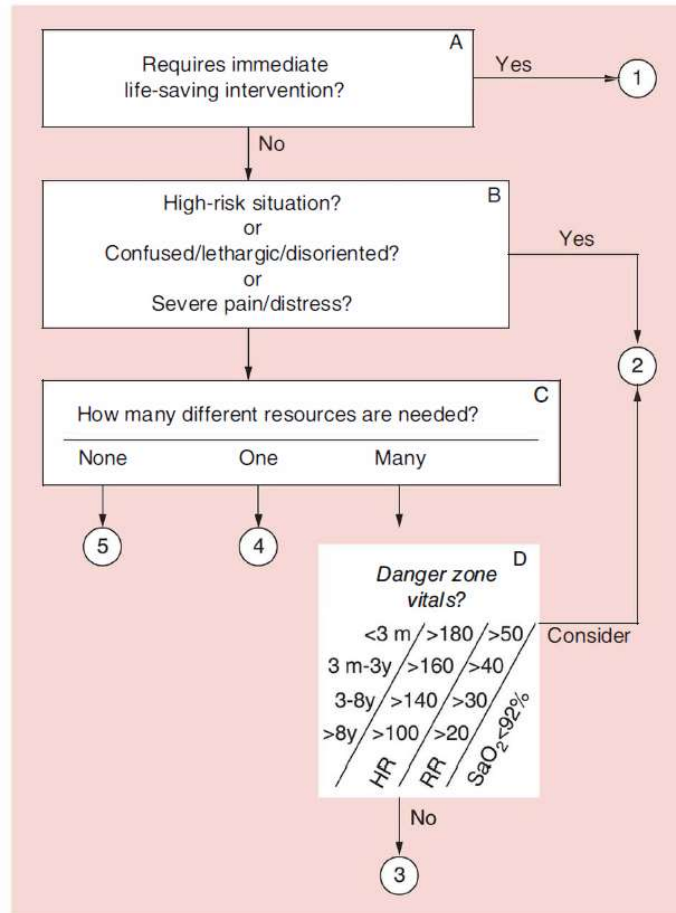 A
Requires immediate
life-saving intervention?
Yes
1
No
B
High-risk situation?
or
Confused/lethargic/disoriented?
or
Severe pain/distress?
Yes
2
C
How many different resources are needed?
None One Many
5 4
D
Danger zone
vitals?
<3 m >180 >50
Consider
3 m-3y >160 >40
3-8y >140 >30
>8y >100 >20
HR RR SaO₂<92%
No
3